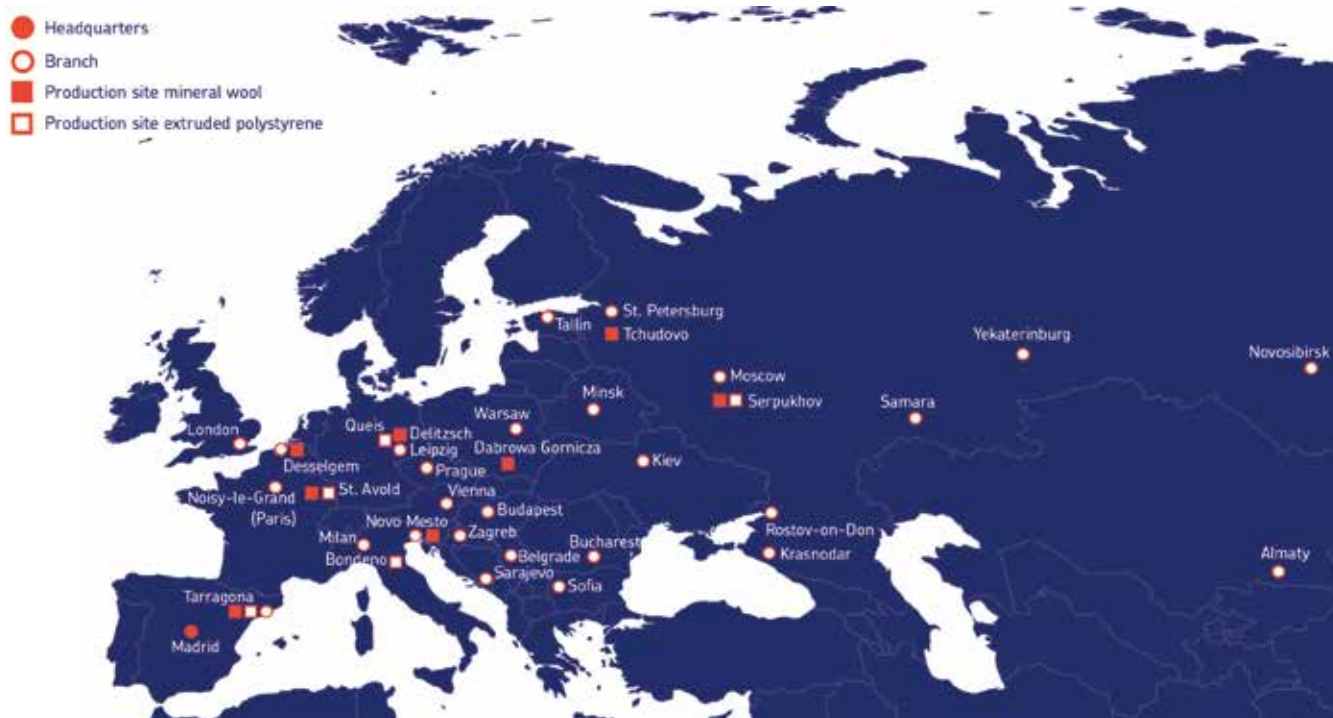 Headquarters
Branch
Production site mineral wool
Production site extruded polystyrene
St. Petersburg
Tallin
Tchudovo
Yekaterinburg
Novosibirsk
Moscow
Minsk
Serpukhov
Samara
Warsaw
Queis
London
Delitzsch
Leipzig
Dabrowa Gornicza
Kiev
Desselgem
Prague
St. Avold
Vienna
Noisy-le-Grand
(Paris)
Budapest
Novo Mesto
Rostov-on-Don
Milan
Zagreb
Bucharest
Krasnodar
Almaty
Bondeno
Belgrade
Sarajevo
Sofia
Tarragona
Madrid